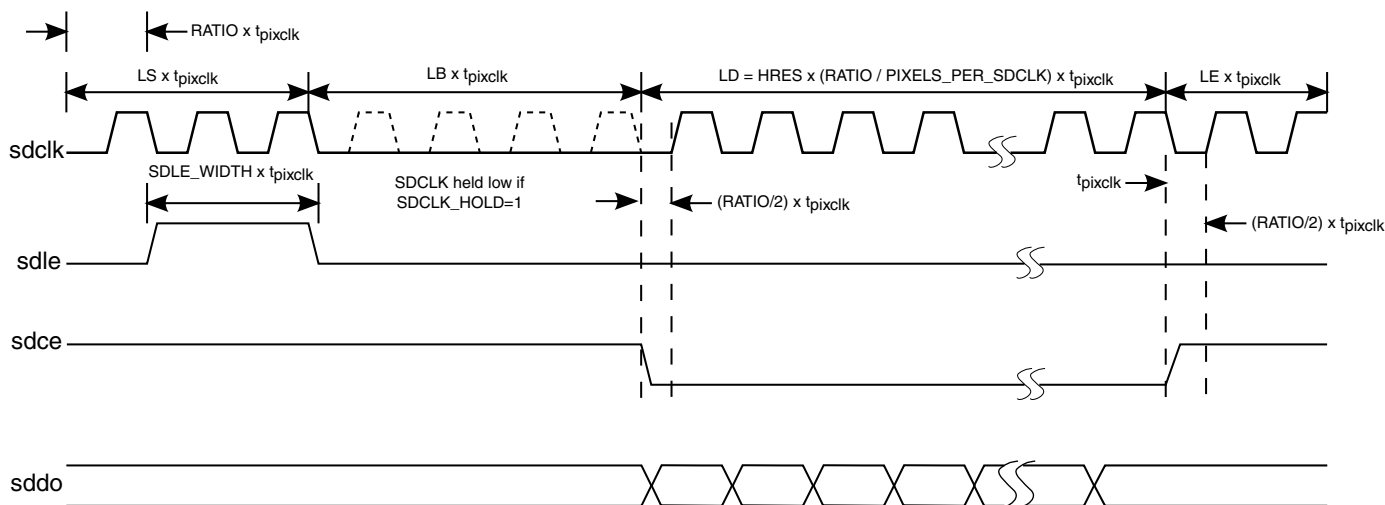 RATIO x tpixclk
LS x tpixclk
LB x tpixclk
LD = HRES x (RATIO / PIXELS_PER_SDCLK) x tpixclk
LE x tpixclk
sdclk
SDLE_WIDTH x tpixclk
SDCLK held low if
SDCLK_HOLD=1
(RATIO/2) x tpixclk
tpixclk
(RATIO/2) x tpixclk
sdle
sdce
sddo